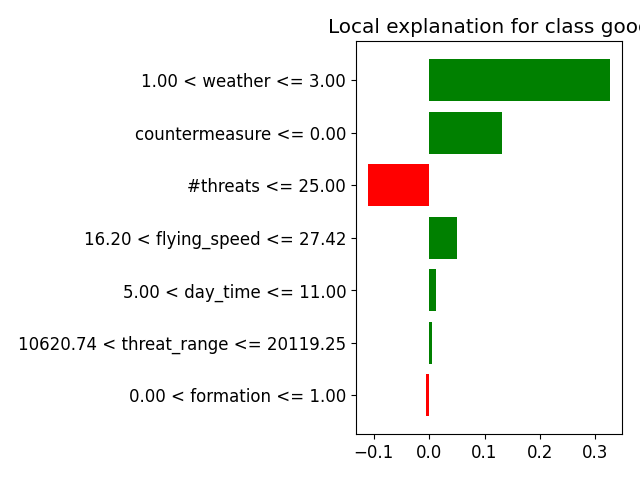 Local explanation for class good
1.00 < weather <= 3.00
countermeasure <= 0.00
#threats <= 25.00
16.20 < flying_speed <= 27.42
5.00 < day_time <= 11.00
10620.74 < threat_range <= 20119.25
0.00 < formation <= 1.00
−0.1 0.0 0.1 0.2 0.3